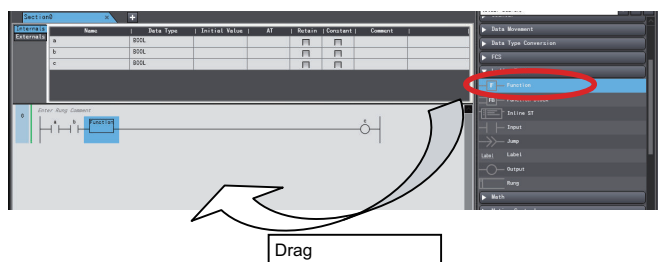 Section0 x +
Internals
Externals
Name | Data Type | Initial Value | AT | Retain | Constant | Comment
a BOOL
b BOOL
c BOOL
0 Enter Rung Comment
a b Function c
Data Movement
Data Type Conversion
FCS
F Function
FB Function Block
Inline ST
Input
Jump
Label Label
Output
Rung
Math
Drag